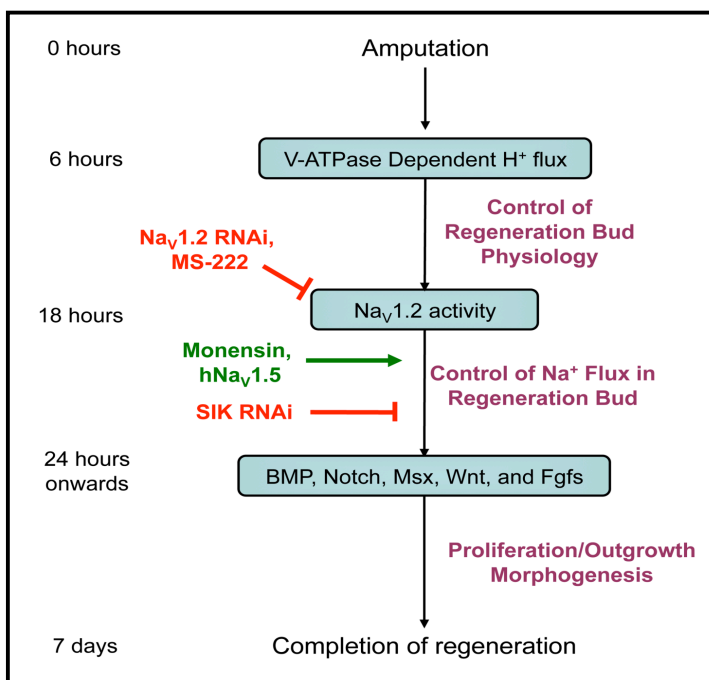 0 hours
Amputation
6 hours
V-ATPase Dependent H⁺ flux
Control of
Regeneration Bud
Physiology
Naᵥ1.2 RNAi,
MS-222
18 hours
Naᵥ1.2 activity
Monensin,
hNaᵥ1.5
Control of Na⁺ Flux in
Regeneration Bud
SIK RNAi
24 hours
onwards
BMP, Notch, Msx, Wnt, and Fgfs
Proliferation/Outgrowth
Morphogenesis
7 days
Completion of regeneration